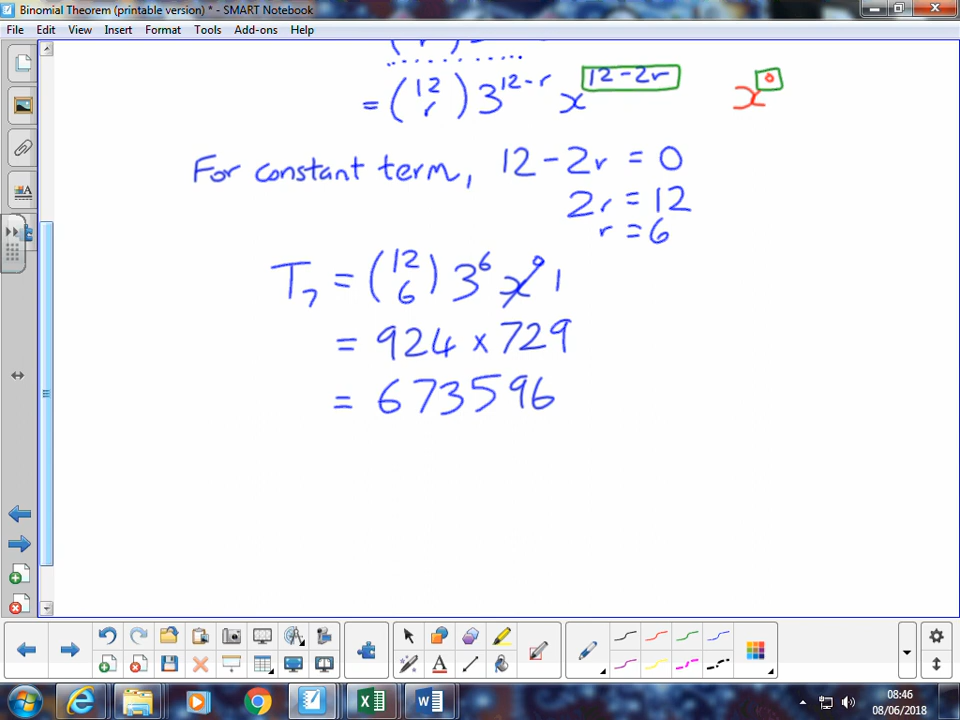 Binomial Theorem (printable version) * - SMART Notebook
File Edit View Insert Format Tools Add-ons Help
= (12 r) 3^12-r x^12-2r x^0
For constant term, 12 - 2r = 0
2r = 12
r = 6
T₇ = (12 6) 3^6 x^0 1
= 924 × 729
= 673596
08:46
08/06/2018